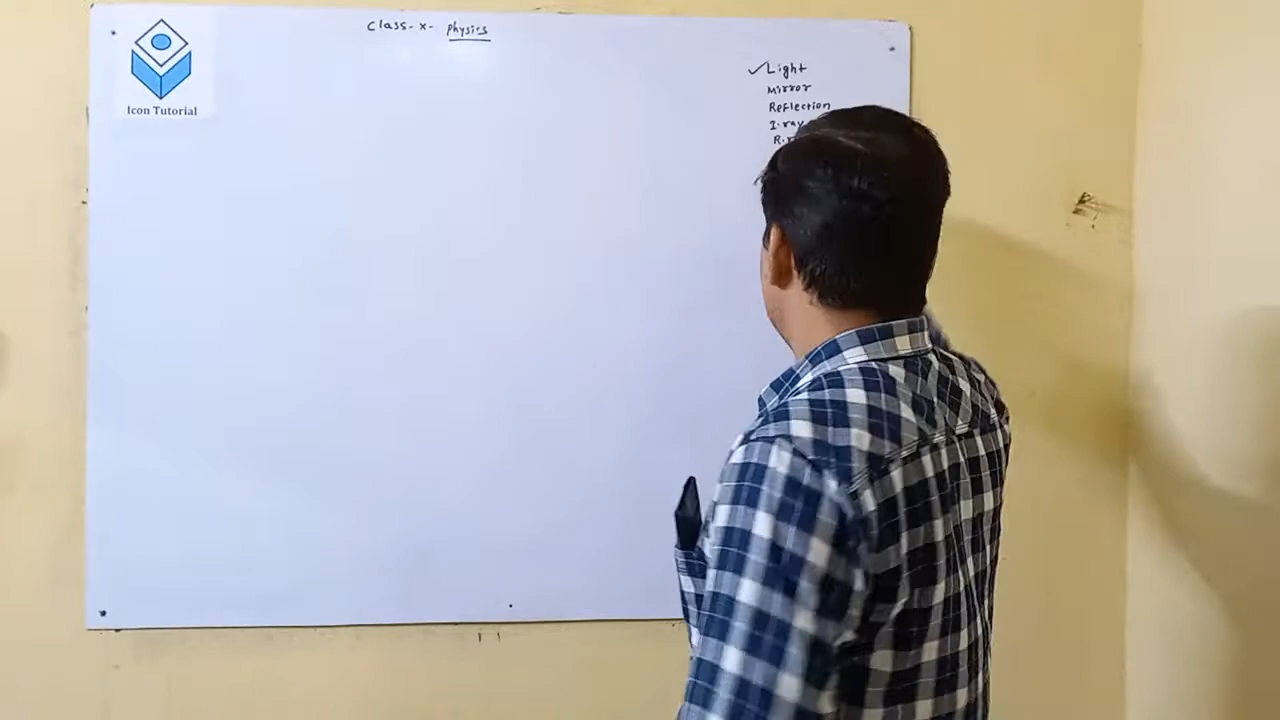 Class-x- Physics
Icon Tutorial
✓Light
Mirror
Reflection
I.ray